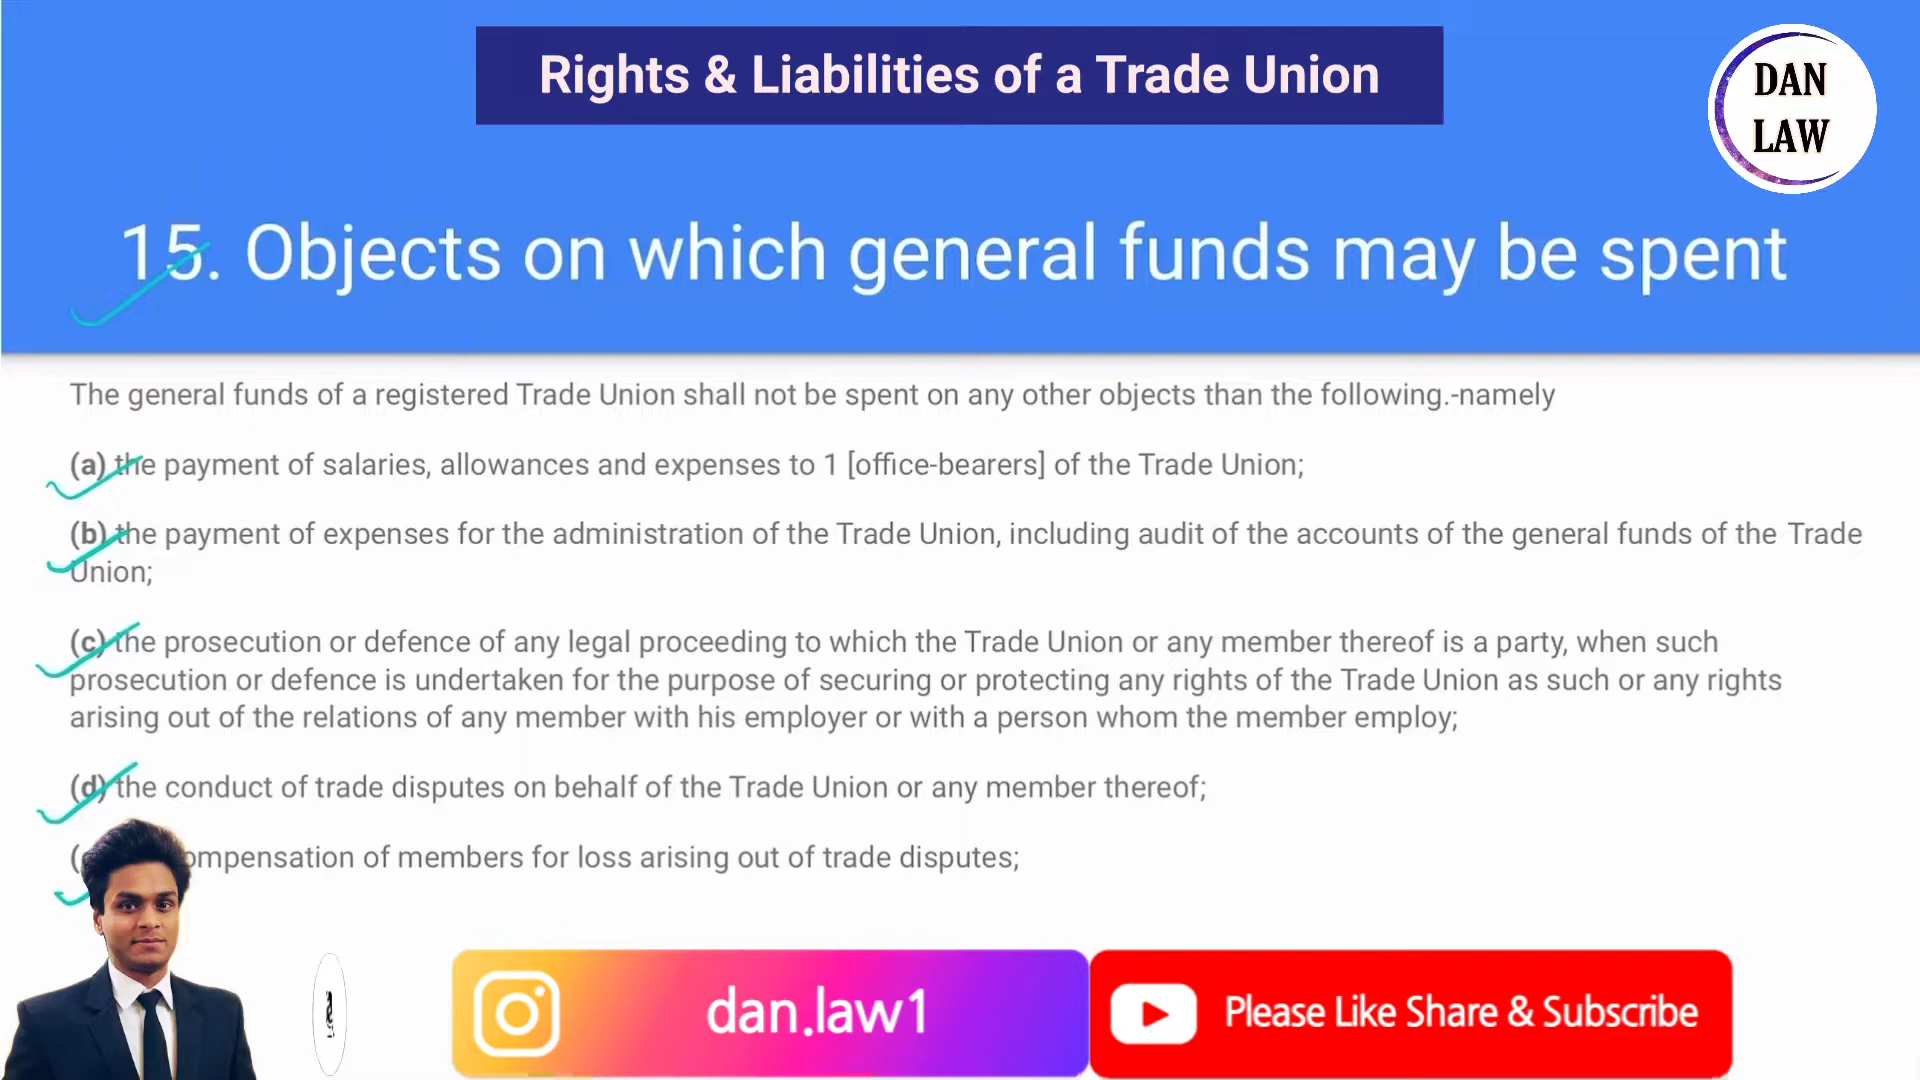 Rights & Liabilities of a Trade Union
DAN
LAW
15. Objects on which general funds may be spent
The general funds of a registered Trade Union shall not be spent on any other objects than the following.-namely
(a) the payment of salaries, allowances and expenses to 1 [office-bearers] of the Trade Union;
(b) the payment of expenses for the administration of the Trade Union, including audit of the accounts of the general funds of the Trade
Union;
(c) the prosecution or defence of any legal proceeding to which the Trade Union or any member thereof is a party, when such
prosecution or defence is undertaken for the purpose of securing or protecting any rights of the Trade Union as such or any rights
arising out of the relations of any member with his employer or with a person whom the member employ;
(d) the conduct of trade disputes on behalf of the Trade Union or any member thereof;
ompensation of members for loss arising out of trade disputes;
dan.law1
Please Like Share & Subscribe